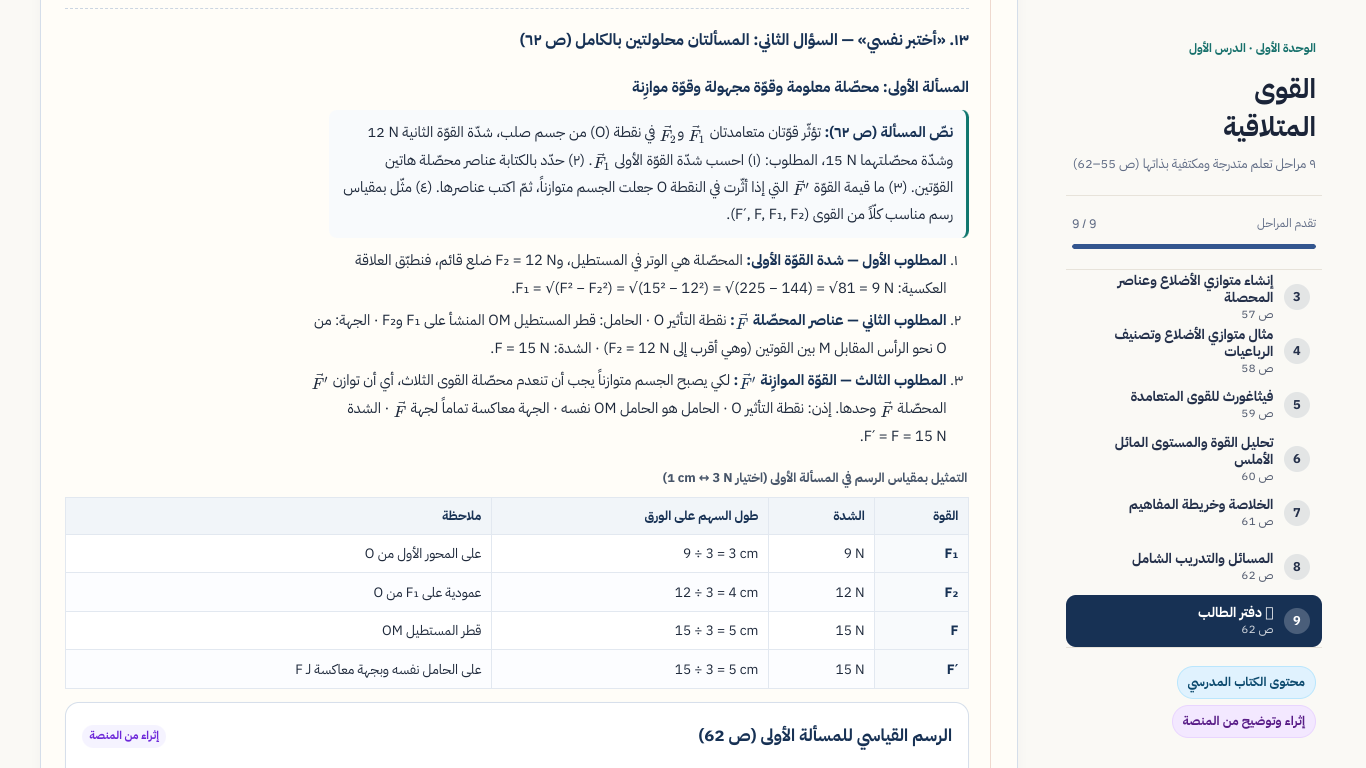 الوحدة الأولى · الدرس الأول
القوى
المتلاقية
٩ مراحل تعلم متدرجة ومكتفية بذاتها (ص 55–62)
تقدم المراحل
9 / 9
3
إنشاء متوازي الأضلاع وعناصر
المحصلة
ص 57
4
مثال متوازي الأضلاع وتصنيف
الرباعيات
ص 58
5
فيثاغورث للقوى المتعامدة
ص 59
6
تحليل القوة والمستوى المائل
الأملس
ص 60
7
الخلاصة وخريطة المفاهيم
ص 61
8
المسائل والتدريب الشامل
ص 62
9
دفتر الطالب
ص 62
محتوى الكتاب المدرسي
إثراء وتوضيح من المنصة
١٣. «أختبر نفسي» — السؤال الثاني: المسألتان محلولتين بالكامل (ص ٦٢)
المسألة الأولى: محصّلة معلومة وقوّة مجهولة وقوّة موازِنة
نصّ المسألة (ص ٦٢): تؤثّر قوّتان متعامدتان F⃗₁ وF⃗₂ في نقطة (O) من جسم صلب، شدّة القوّة الثانية 12 N
وشدّة محصّلتهما 15 N، المطلوب: (١) احسب شدّة القوّة الأولى F⃗₁. (٢) حدّد بالكتابة عناصر محصّلة هاتين
القوّتين. (٣) ما قيمة القوّة F⃗′ التي إذا أثّرت في النقطة O جعلت الجسم متوازناً، ثمّ اكتب عناصرها. (٤) مثّل بمقياس
رسم مناسب كلّاً من القوى (F′, F, F₁, F₂).
١. المطلوب الأول — شدة القوّة الأولى: المحصّلة هي الوتر في المستطيل، وF₂ = 12 N ضلع قائم، فنطبّق العلاقة
العكسية: F₁ = √(F² − F₂²) = √(15² − 12²) = √(225 − 144) = √81 = 9 N.
٢. المطلوب الثاني — عناصر المحصّلة F⃗: نقطة التأثير O · الحامل: قطر المستطيل OM المنشأ على F₁ وF₂ · الجهة: من
O نحو الرأس المقابل M بين القوتين (وهي أقرب إلى F₂ = 12 N) · الشدة: F = 15 N.
٣. المطلوب الثالث — القوّة الموازِنة F⃗′: لكي يصبح الجسم متوازناً يجب أن تنعدم محصّلة القوى الثلاث، أي أن توازن F⃗′
المحصّلة F⃗ وحدها. إذن: نقطة التأثير O · الحامل هو الحامل OM نفسه · الجهة معاكسة تماماً لجهة F⃗ · الشدة
F′ = F = 15 N.
التمثيل بمقياس الرسم في المسألة الأولى (اختيار 1 cm ↔ 3 N)
القوة الشدة طول السهم على الورق ملاحظة
F₁ 9 N 9 ÷ 3 = 3 cm على المحور الأول من O
F₂ 12 N 12 ÷ 3 = 4 cm عمودية على F₁ من O
F 15 N 15 ÷ 3 = 5 cm قطر المستطيل OM
F′ 15 N 15 ÷ 3 = 5 cm على الحامل نفسه وبجهة معاكسة لـ F
الرسم القياسي للمسألة الأولى (ص 62)
إثراء من المنصة